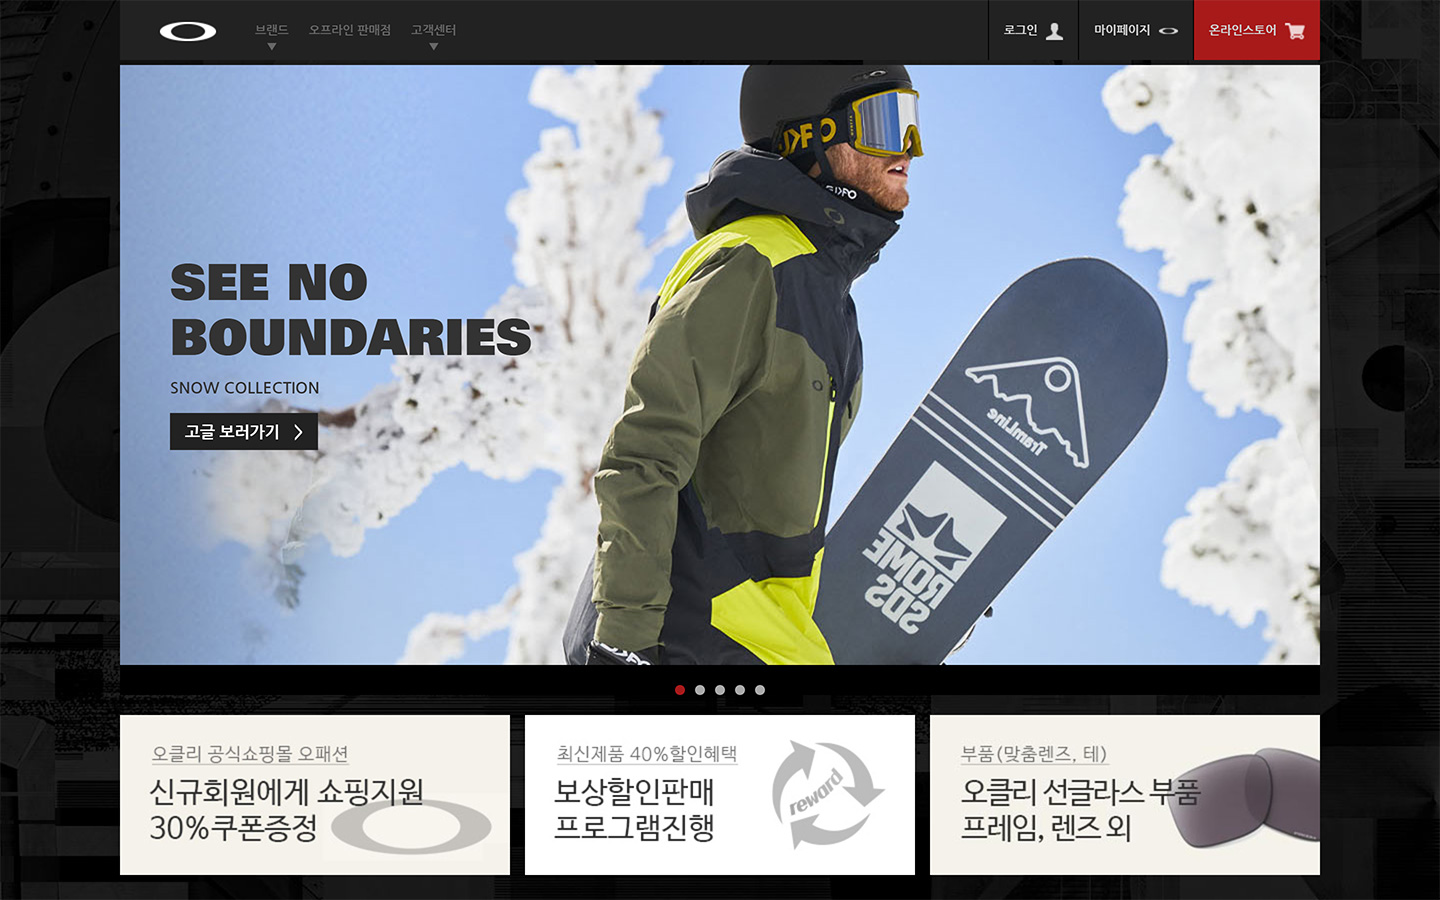 브랜드
오프라인 판매점
고객센터
로그인
마이페이지
온라인스토어
SEE NO
BOUNDARIES
SNOW COLLECTION
고글 보러가기
TramLine
ROME
SDS
오클리 공식쇼핑몰 오패션
신규회원에게 쇼핑지원
30%쿠폰증정
최신제품 40%할인혜택
보상할인판매
프로그램진행
reward
부품(맞춤렌즈, 테)
오클리 선글라스 부품
프레임, 렌즈 외